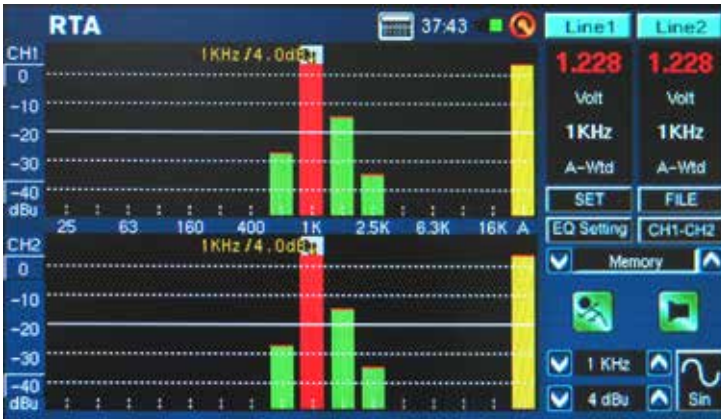 RTA 37:43 Line1 Line2
CH1 1KHz/4.0dBu 1.228 1.228
0 Volt Volt
-10 1KHz 1KHz
-20 A-Wtd A-Wtd
-30 SET FILE
-40
dBu
25 63 160 400 1K 2.5K 6.3K 16K A EQ Setting CH1-CH2
CH2 1KHz/4.0dBu Memory
0
-10
-20
-30 1 KHz
-40 4 dBu Sin
dBu